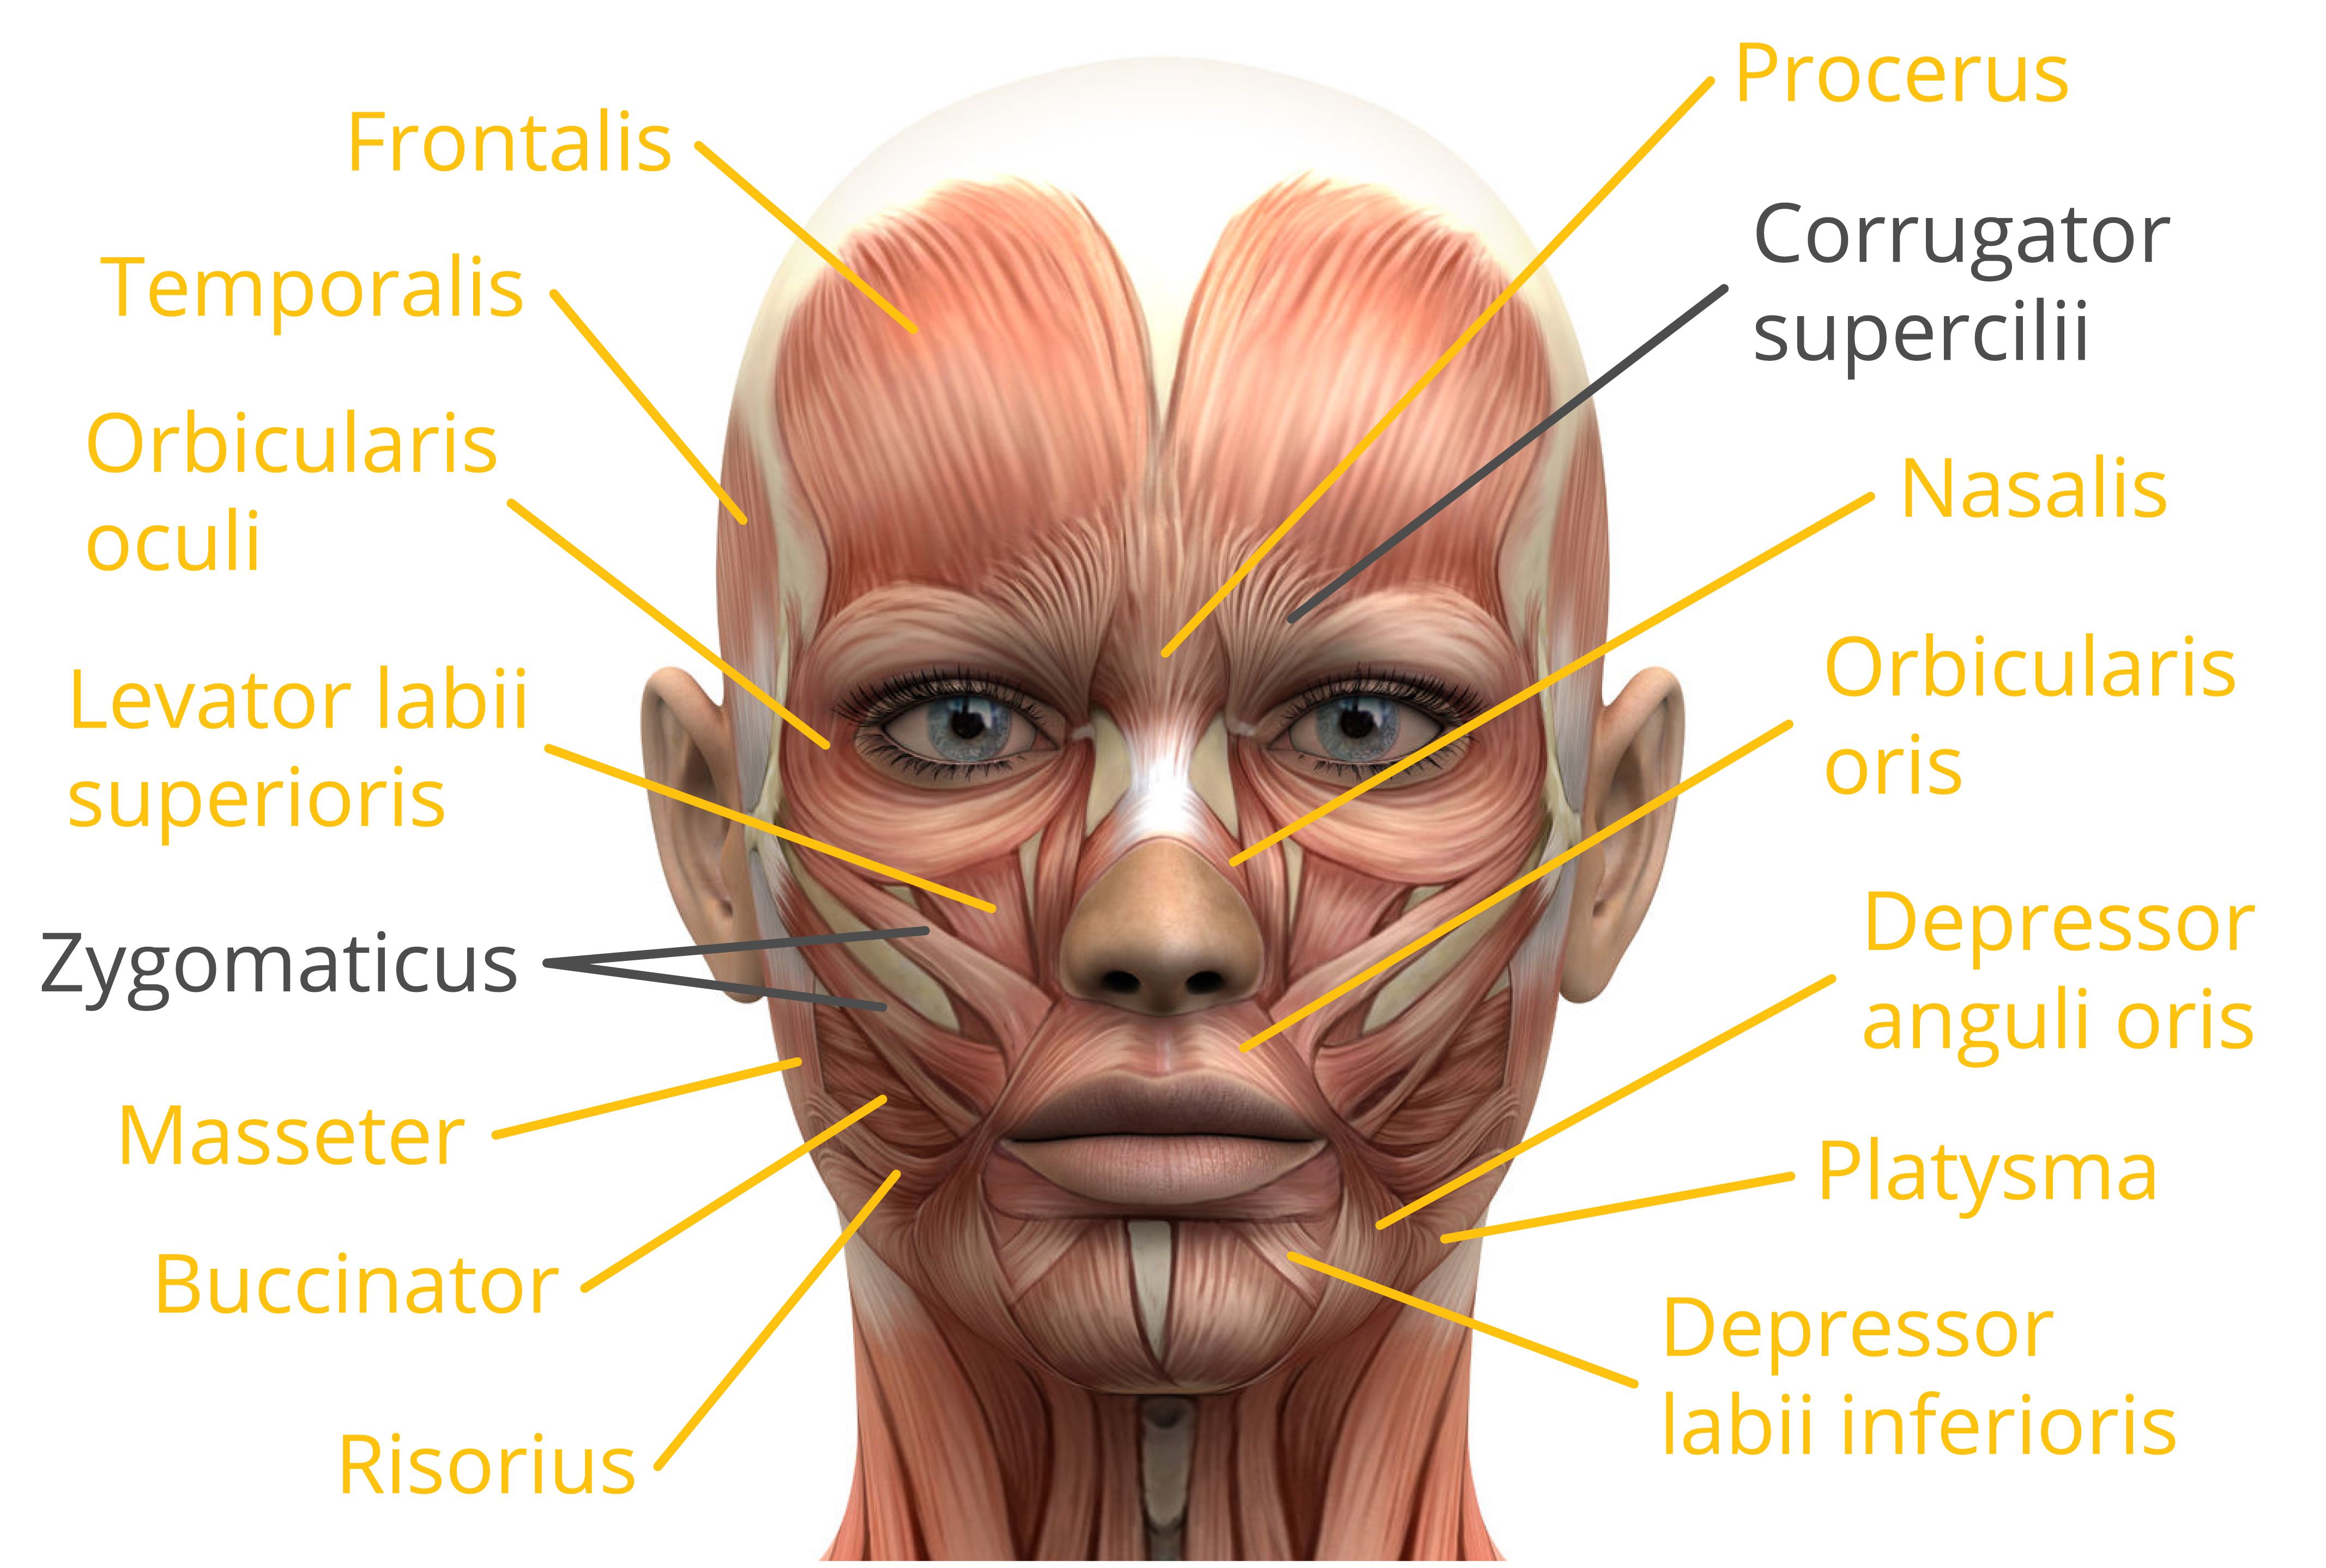 Frontalis
Temporalis
Orbicularis
oculi
Levator labii
superioris
Zygomaticus
Masseter
Buccinator
Risorius
Procerus
Corrugator
supercilii
Nasalis
Orbicularis
oris
Depressor
anguli oris
Platysma
Depressor
labii inferioris